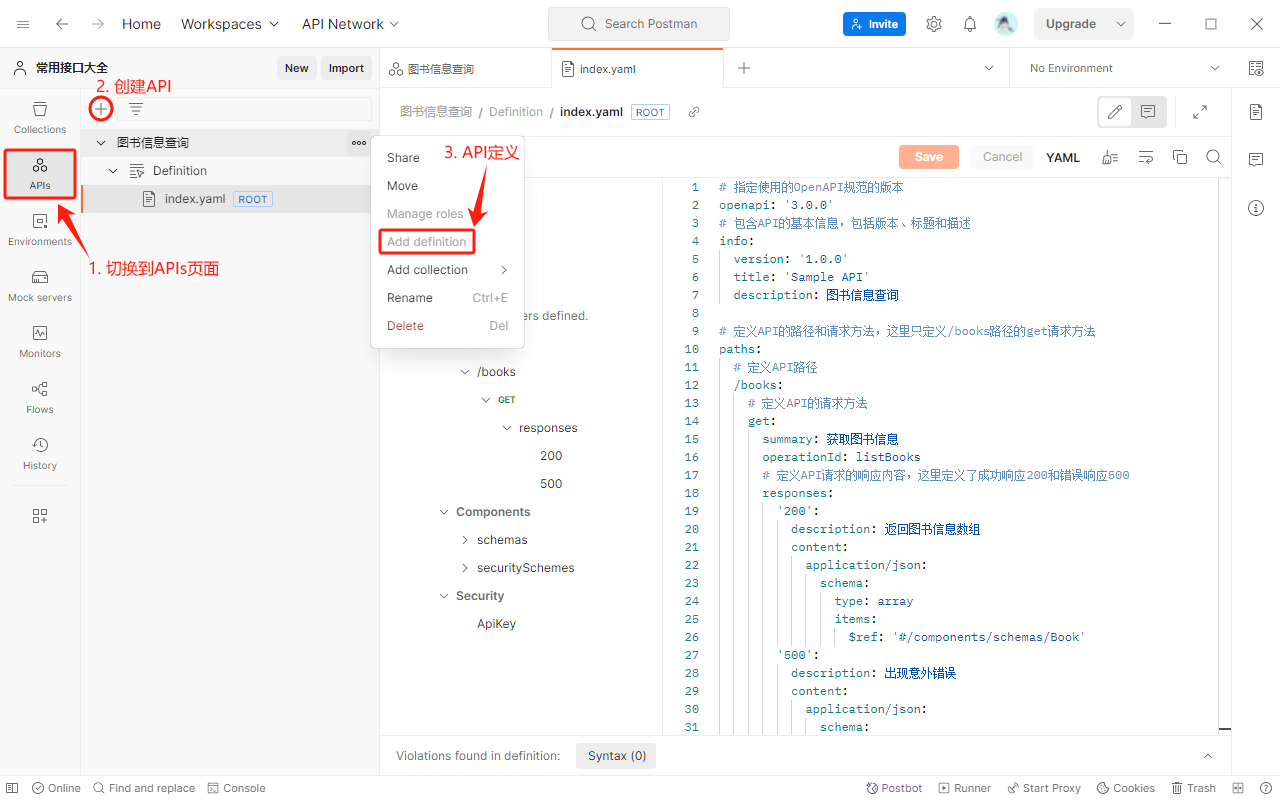 Home Workspaces API Network Search Postman Invite Upgrade
常用接口大全 New Import 图书信息查询 index.yaml No Environment
2. 创建API
图书信息查询 / Definition / index.yaml ROOT
Collections
图书信息查询
Share
3. API定义
Save Cancel YAML
APIs
Definition
Move
index.yaml ROOT
Manage roles
Environments
Add definition
1. 切换到APIs页面
Add collection
Mock servers
Rename Ctrl+E
ers defined.
Delete Del
Monitors
Flows
History
/books
GET
responses
200
500
Components
schemas
securitySchemes
Security
ApiKey
1 # 指定使用的OpenAPI规范的版本
2 openapi: '3.0.0'
3 # 包含API的基本信息，包括版本、标题和描述
4 info:
5 version: '1.0.0'
6 title: 'Sample API'
7 description: 图书信息查询
8
9 # 定义API的路径和请求方法，这里只定义/books路径的get请求方法
10 paths:
11 # 定义API路径
12 /books:
13 # 定义API的请求方法
14 get:
15 summary: 获取图书信息
16 operationId: listBooks
17 # 定义API请求的响应内容，这里定义了成功响应200和错误响应500
18 responses:
19 '200':
20 description: 返回图书信息数组
21 content:
22 application/json:
23 schema:
24 type: array
25 items:
26 $ref: '#/components/schemas/Book'
27 '500':
28 description: 出现意外错误
29 content:
30 application/json:
31 schema:
Violations found in definition: Syntax (0)
Online Find and replace Console Postbot Runner Start Proxy Cookies Trash